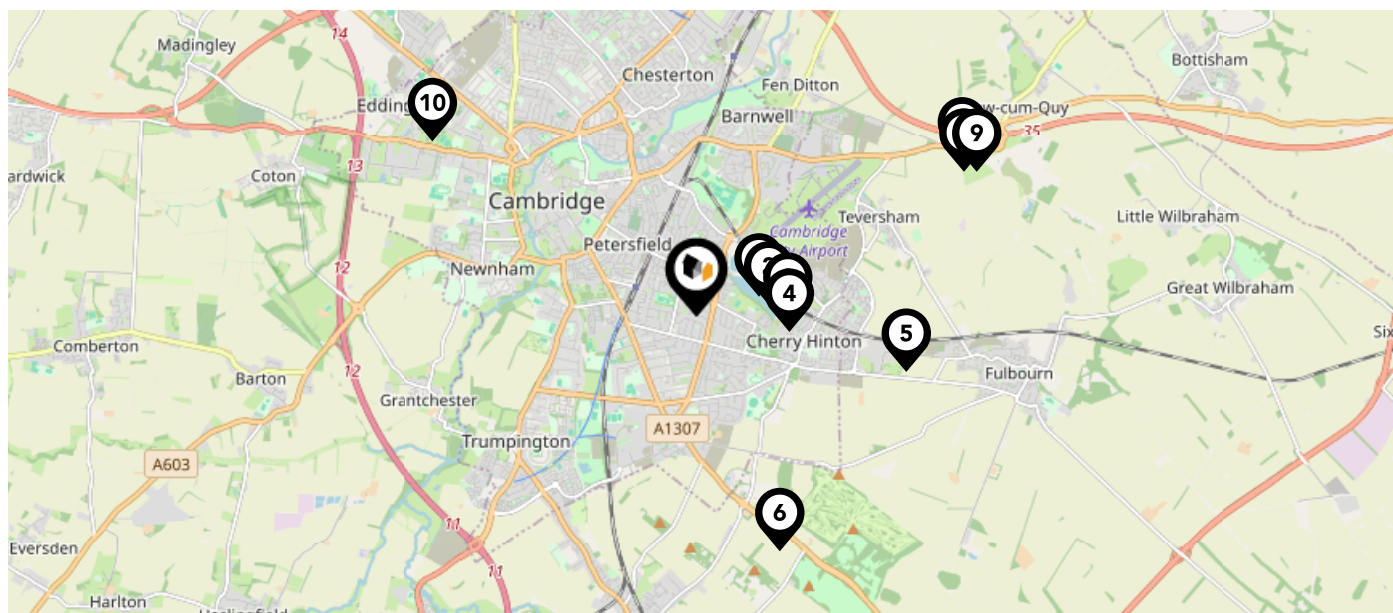 14
Madingley
Chesterton
Fen Ditton
Bottisham
10
Barnwell
w-cum-Quy
9
35
13
Coton
ardwick
Cambridge
Teversham
Little Wilbraham
Petersfield
Cambridge
Airport
12
Newnham
4
Great Wilbraham
5
Cherry Hinton
Comberton
Fulbourn
12
Barton
Grantchester
A1307
Trumpington
A603
6
11
Eversden
11
Harlton